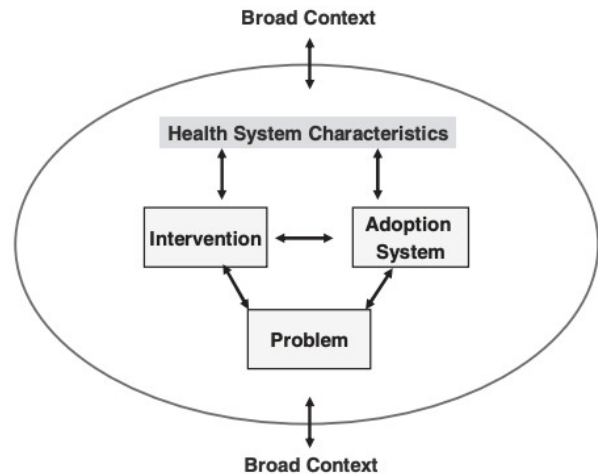 Broad Context
Health System Characteristics
Intervention
Adoption
System
Problem
Broad Context